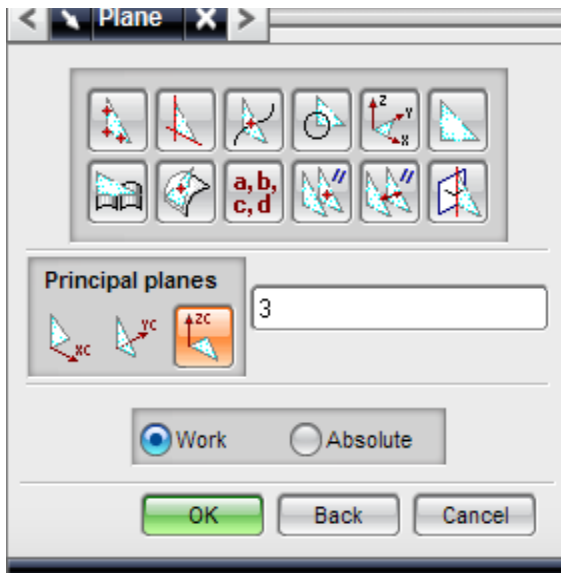 < Plane X >
Z Y X
a, b, c, d
Principal planes
XC YC ZC 3
Work Absolute
OK Back Cancel